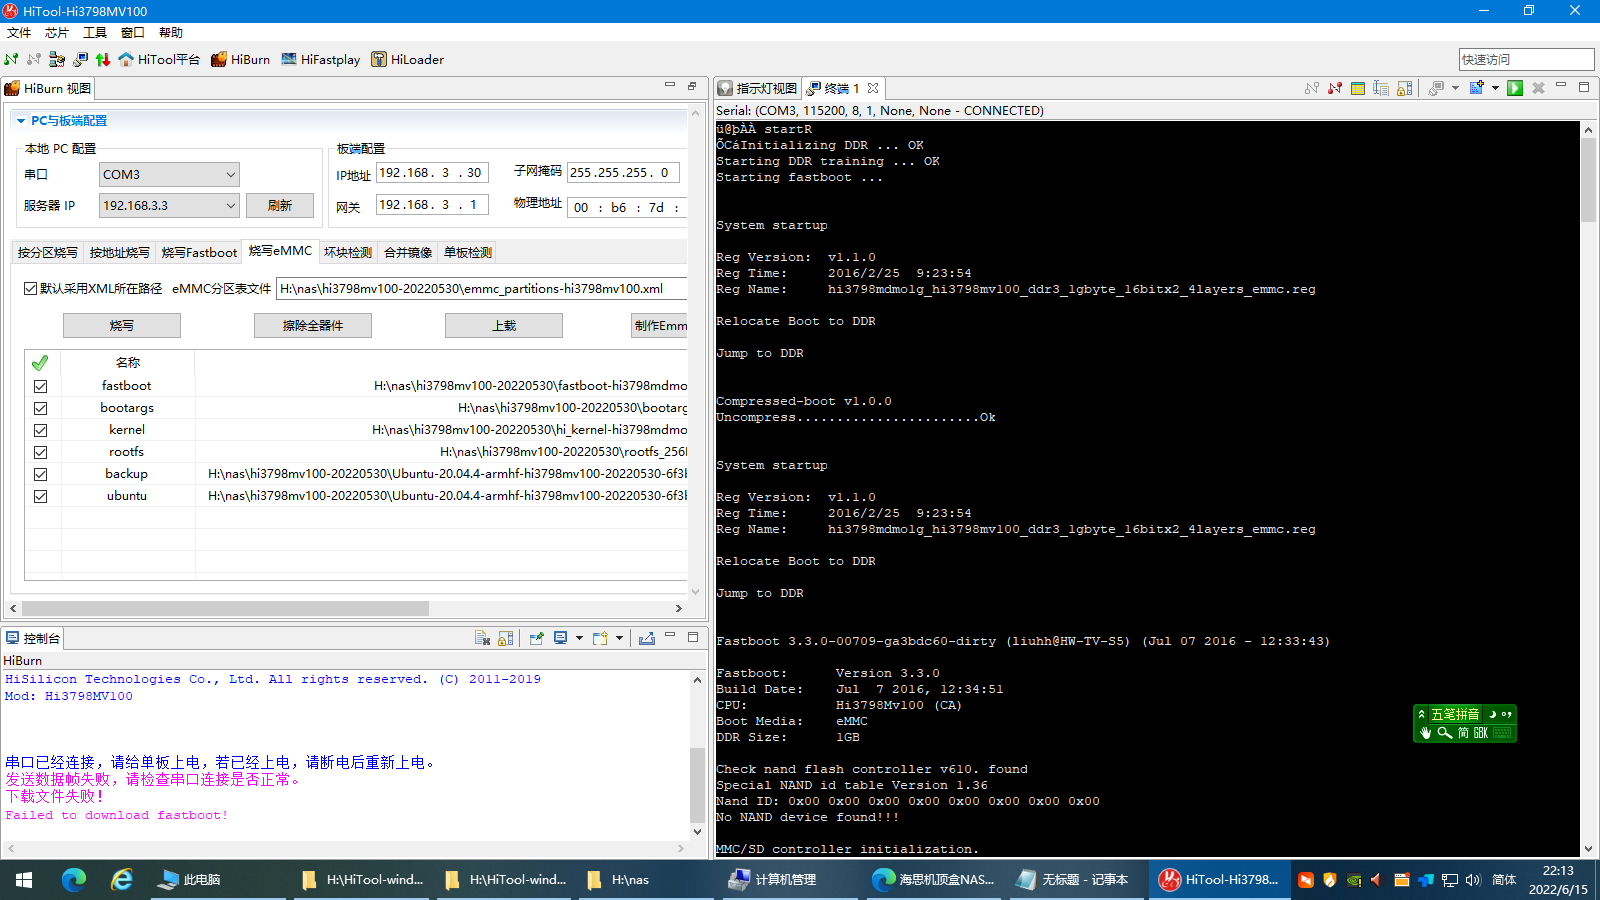 HiTool-Hi3798MV100
文件 芯片 工具 窗口 帮助
HiTool平台 HiBurn HiFastplay HiLoader
快速访问
HiBurn 视图
PC与板端配置
本地 PC 配置
串口 COM3
服务器 IP 192.168.3.3 刷新
板端配置
IP地址 192.168. 3 . 30 子网掩码 255.255.255. 0
网关 192.168. 3 . 1 物理地址 00 : b6 : 7d :
按分区烧写 按地址烧写 烧写Fastboot 烧写eMMC 坏块检测 合并镜像 单板检测
默认采用XML所在路径 eMMC分区表文件 H:\nas\hi3798mv100-20220530\emmc_partitions-hi3798mv100.xml
烧写 擦除全器件 上载 制作Emm
名称
fastboot H:\nas\hi3798mv100-20220530\fastboot-hi3798mdmo
bootargs H:\nas\hi3798mv100-20220530\bootarg
kernel H:\nas\hi3798mv100-20220530\hi_kernel-hi3798mdmo
rootfs H:\nas\hi3798mv100-20220530\rootfs_256
backup H:\nas\hi3798mv100-20220530\Ubuntu-20.04.4-armhf-hi3798mv100-20220530-6f3b
ubuntu H:\nas\hi3798mv100-20220530\Ubuntu-20.04.4-armhf-hi3798mv100-20220530-6f3b
控制台
HiBurn
HiSilicon Technologies Co., Ltd. All rights reserved. (C) 2011-2019
Mod: Hi3798MV100
串口已经连接，请给单板上电，若已经上电，请断电后重新上电。
发送数据帧失败，请检查串口连接是否正常。
下载文件失败！
Failed to download fastboot!
指示灯视图 终端 1
Serial: (COM3, 115200, 8, 1, None, None - CONNECTED)
ü@þÀÀ startR
ÕCáInitializing DDR ... OK
Starting DDR training ... OK
Starting fastboot ...
System startup
Reg Version: v1.1.0
Reg Time: 2016/2/25 9:23:54
Reg Name: hi3798mdmo1g_hi3798mv100_ddr3_1gbyte_16bitx2_4layers_emmc.reg
Relocate Boot to DDR
Jump to DDR
Compressed-boot v1.0.0
Uncompress.......................Ok
System startup
Reg Version: v1.1.0
Reg Time: 2016/2/25 9:23:54
Reg Name: hi3798mdmo1g_hi3798mv100_ddr3_1gbyte_16bitx2_4layers_emmc.reg
Relocate Boot to DDR
Jump to DDR
Fastboot 3.3.0-00709-ga3bdc60-dirty (liuhh@HW-TV-S5) (Jul 07 2016 - 12:33:43)
Fastboot: Version 3.3.0
Build Date: Jul 7 2016, 12:34:51
CPU: Hi3798Mv100 (CA)
Boot Media: eMMC
DDR Size: 1GB
Check nand flash controller v610. found
Special NAND id table Version 1.36
Nand ID: 0x00 0x00 0x00 0x00 0x00 0x00 0x00 0x00
No NAND device found!!!
MMC/SD controller initialization.
五笔拼音
简 GBK
此电脑 H:\HiTool-wind... H:\HiTool-wind... H:\nas 计算机管理 海思机顶盒NAS... 无标题 - 记事本 HiTool-Hi3798... 简体 22:13
2022/6/15